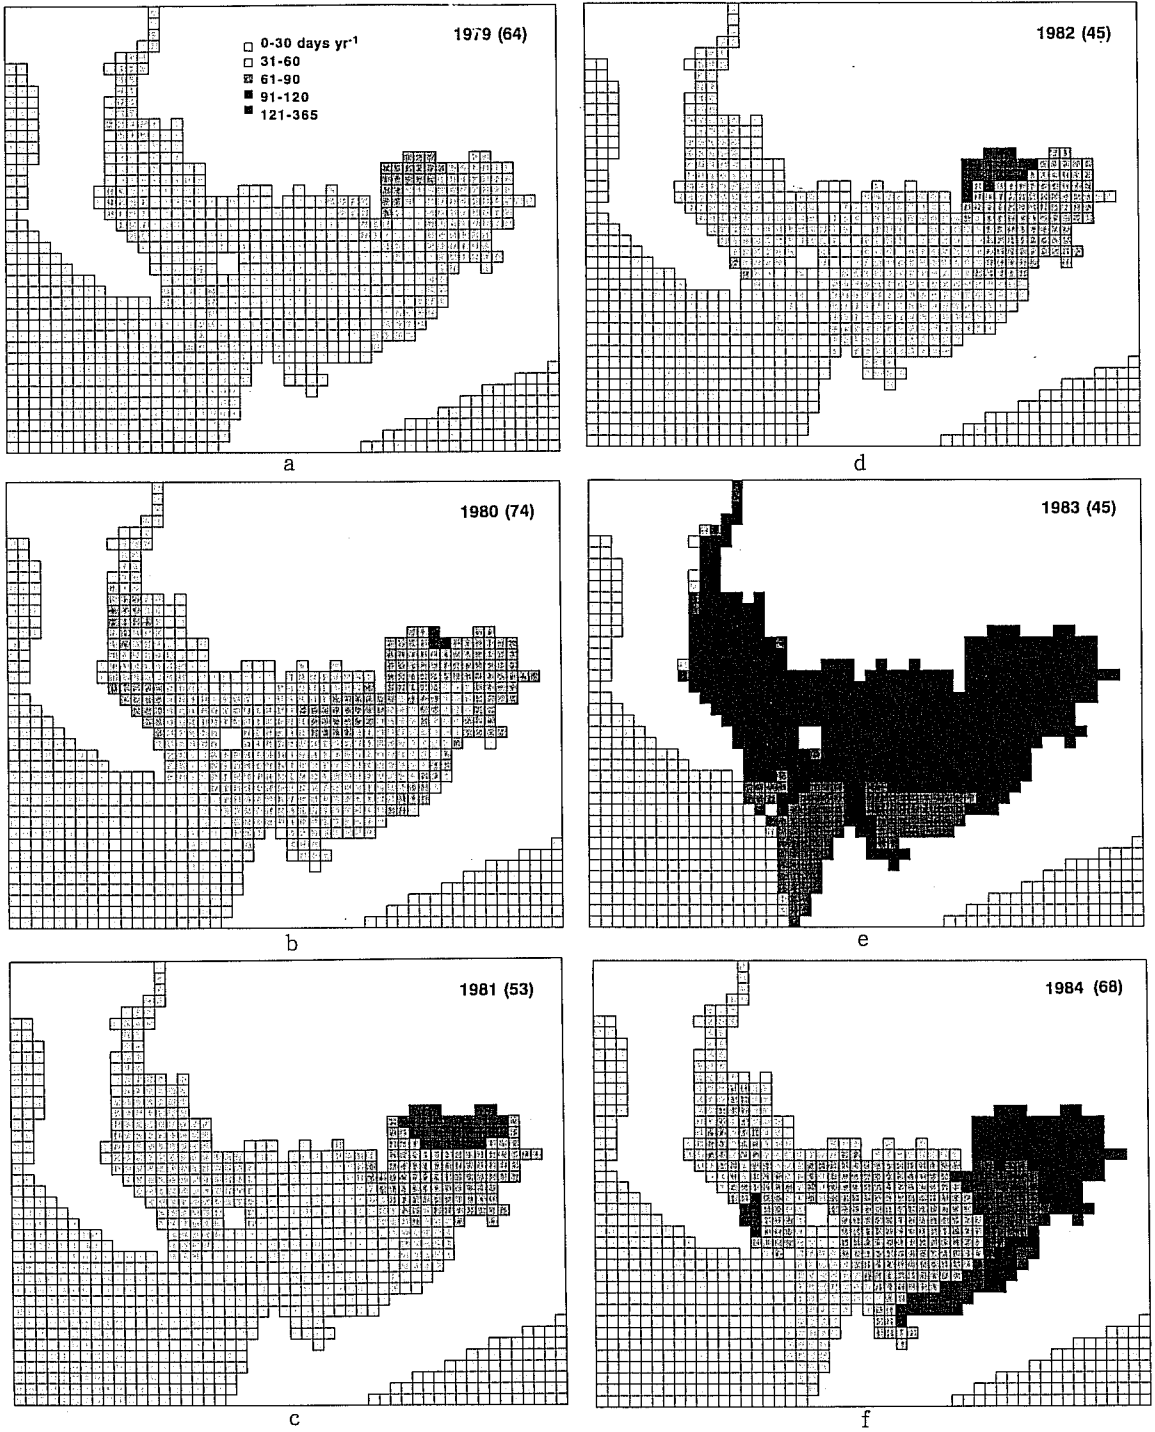 1979 (64)
0-30 days yr-1
31-60
61-90
91-120
121-365
a
1982 (45)
d
1980 (74)
b
1983 (45)
e
1981 (53)
c
1984 (68)
f